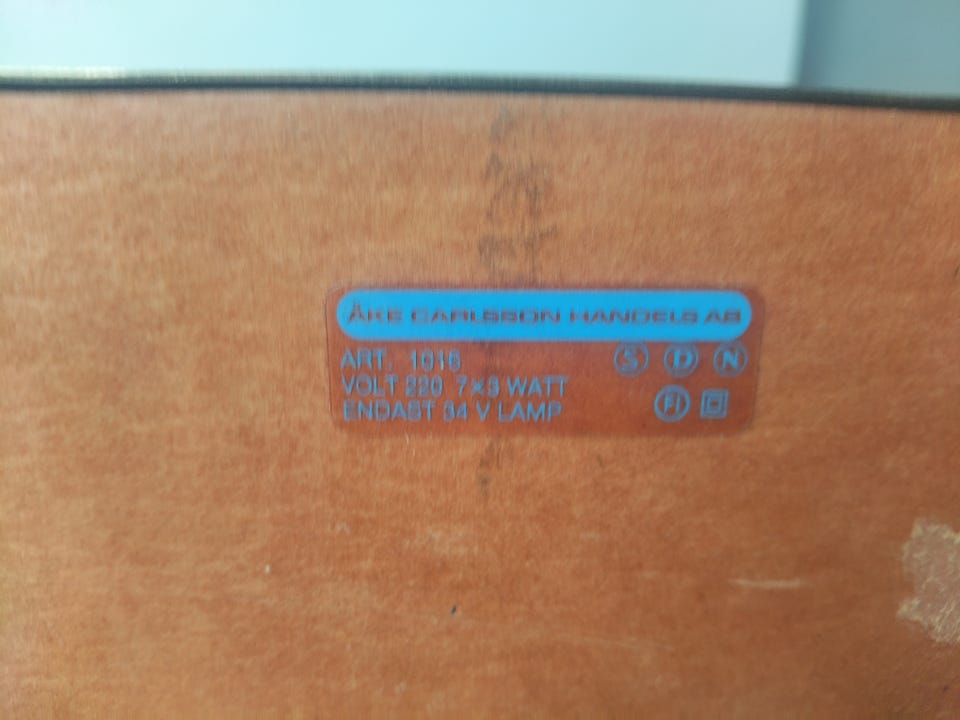 ÅKE CARLSSON HANDELS AB
ART. 1016
S D N
VOLT 220 7×3 WATT
ENDAST 34 V LAMP
FI